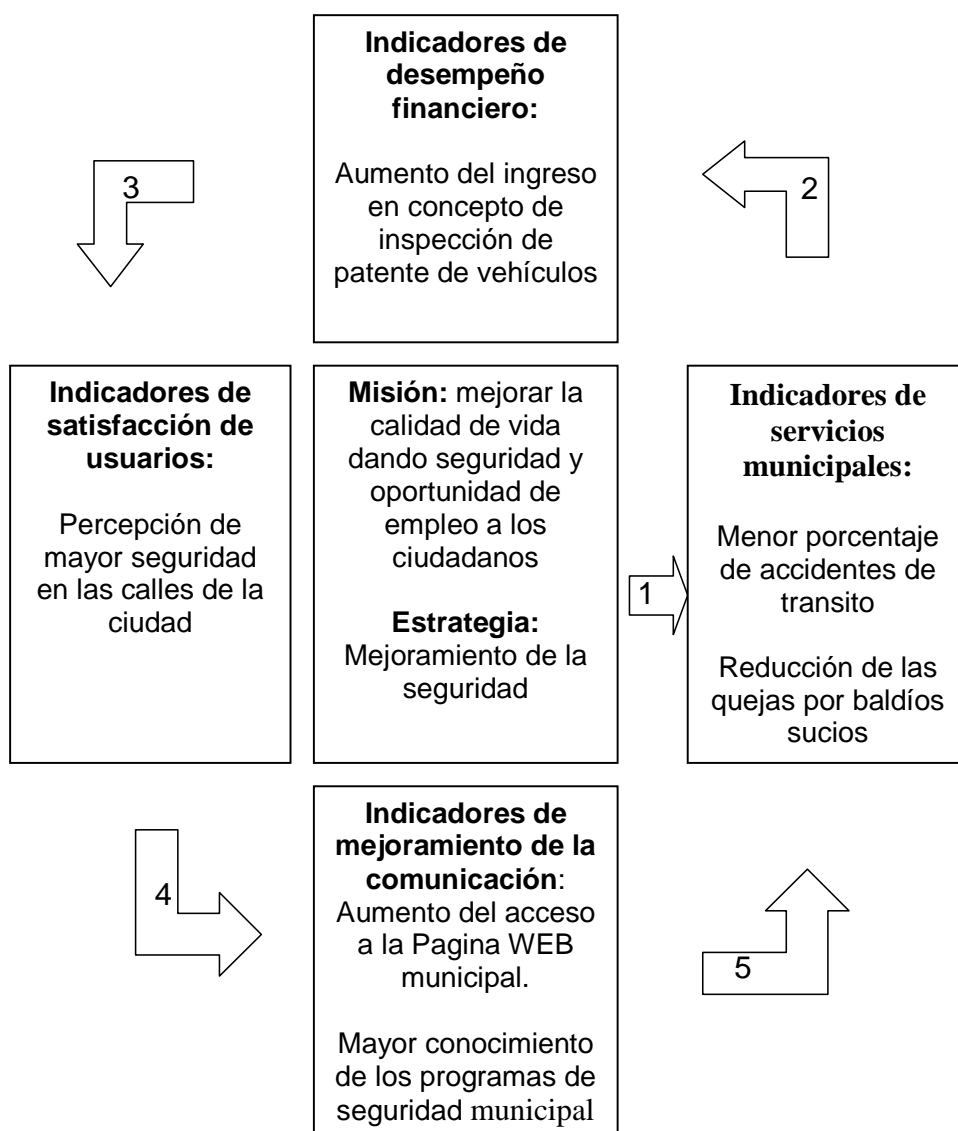 Indicadores de
desempeño
financiero:
Aumento del ingreso
en concepto de
inspección de
patente de vehículos
3
2
Indicadores de
satisfacción de
usuarios:
Percepción de
mayor seguridad
en las calles de la
ciudad
Misión: mejorar la
calidad de vida
dando seguridad y
oportunidad de
empleo a los
ciudadanos
Estrategia:
Mejoramiento de la
seguridad
1
Indicadores de
servicios
municipales:
Menor porcentaje
de accidentes de
transito
Reducción de las
quejas por baldíos
sucios
4
Indicadores de
mejoramiento de la
comunicación:
Aumento del acceso
a la Pagina WEB
municipal.
Mayor conocimiento
de los programas de
seguridad municipal
5